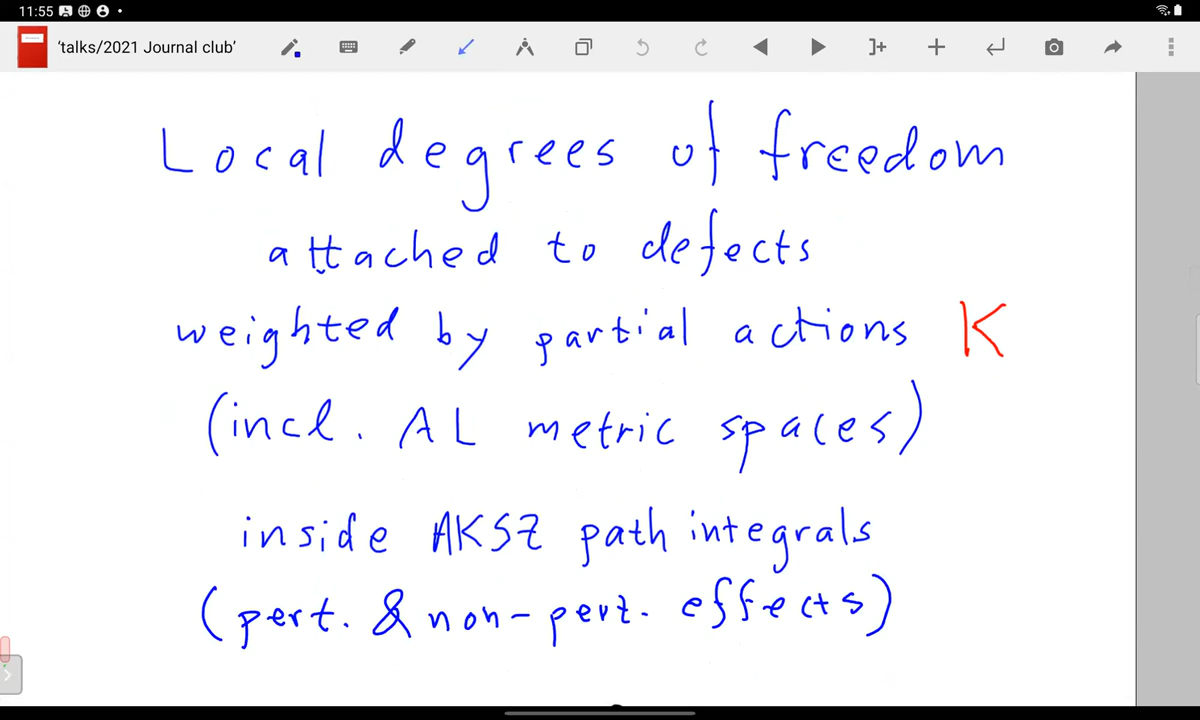 11:55
'talks/2021 Journal club'
Local degrees of freedom
attached to defects
weighted by partial actions K
(incl. AL metric spaces)
inside AKSZ path integrals
(pert. & non-pert. effects)